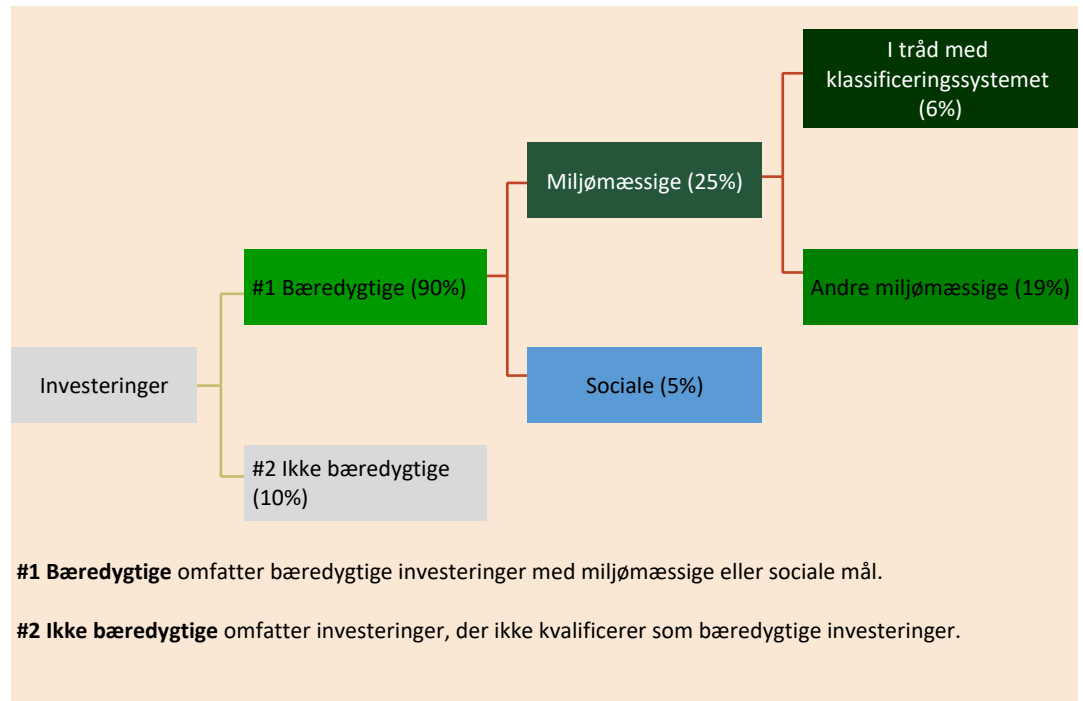 I tråd med
klassificeringssystemet
(6%)
Miljømæssige (25%)
#1 Bæredygtige (90%)
Andre miljømæssige (19%)
Investeringer
Sociale (5%)
#2 Ikke bæredygtige
(10%)
#1 Bæredygtige omfatter bæredygtige investeringer med miljømæssige eller sociale mål.
#2 Ikke bæredygtige omfatter investeringer, der ikke kvalificerer som bæredygtige investeringer.